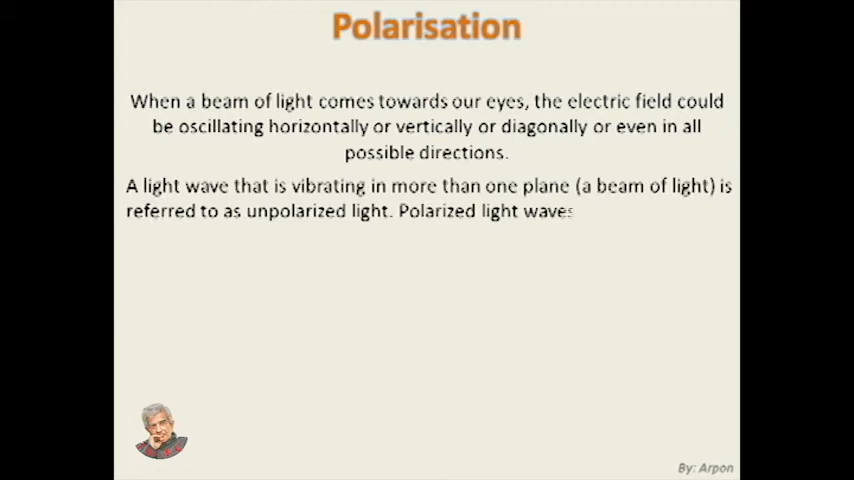 Polarisation
When a beam of light comes towards our eyes, the electric field could
be oscillating horizontally or vertically or diagonally or even in all
possible directions.
A light wave that is vibrating in more than one plane (a beam of light) is
referred to as unpolarized light. Polarized light waves
By: Arpon